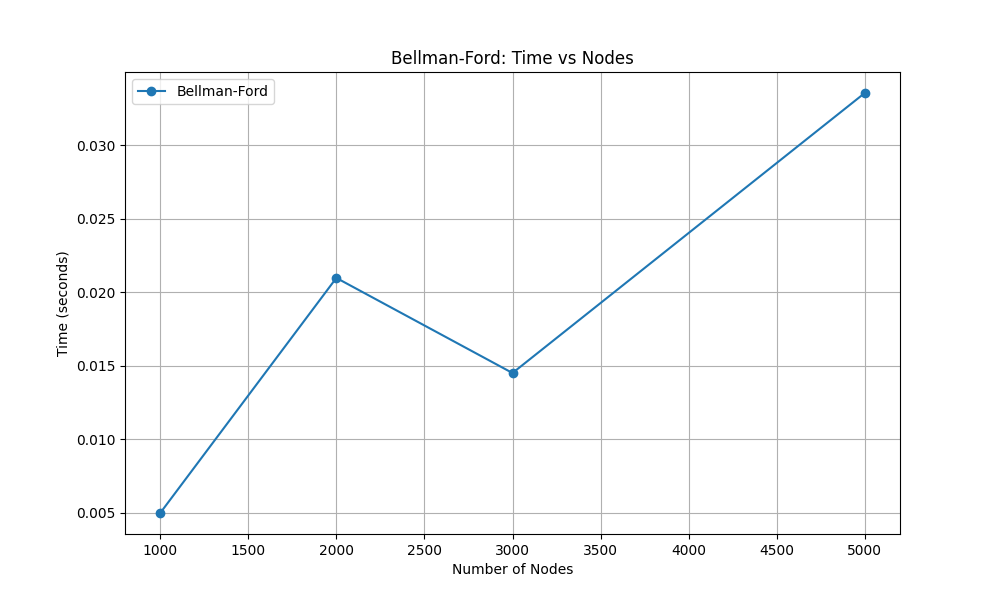 Bellman-Ford: Time vs Nodes
Bellman-Ford
0.030
0.025
0.020
0.015
0.010
0.005
Time (seconds)
1000 1500 2000 2500 3000 3500 4000 4500 5000
Number of Nodes